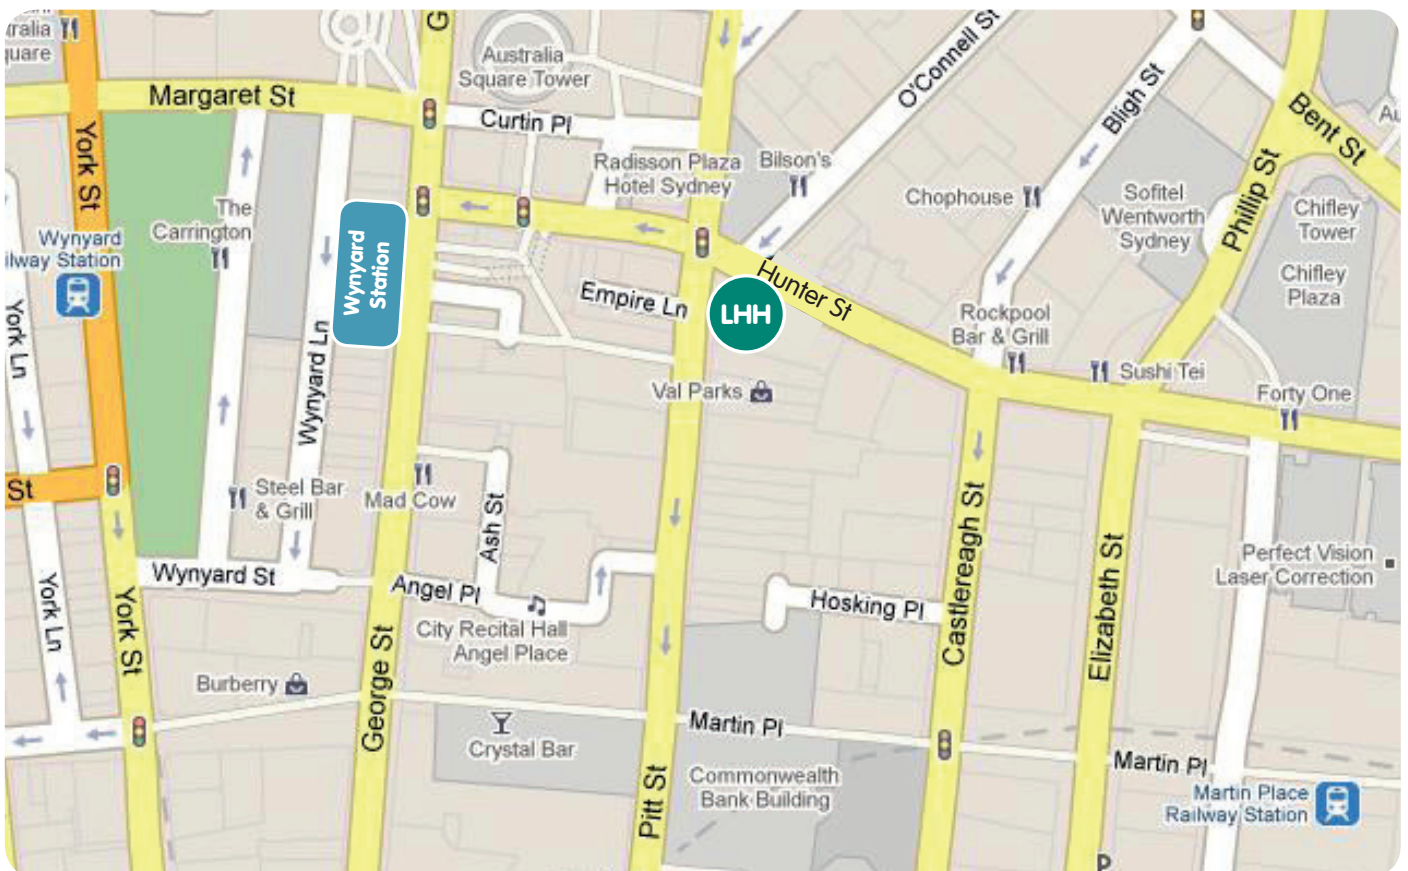 tralia
quare
G
Australia
Square Tower
O'Connell St
Margaret St
Curtin Pl
Bligh St
Bent St
Au
York St
Radisson Plaza
Hotel Sydney
Bilson's
Chophouse
Sofitel
Wentworth
Sydney
Phillip St
Chifley
Tower
Chifley
Plaza
The
Carrington
Wynyard
ilway Station
Wynyard
Station
Hunter St
Empire Ln
LHH
Rockpool
Bar & Grill
York Ln
Wynyard Ln
Val Parks
Sushi Tei
Forty One
St
Steel Bar
& Grill
Mad Cow
Ash St
Castlereagh St
Elizabeth St
Perfect Vision
Laser Correction
Wynyard St
Angel Pl
Hosking Pl
York Ln
York St
City Recital Hall
Angel Place
George St
Burberry
Crystal Bar
Martin Pl
Martin Pl
Pitt St
Commonwealth
Bank Building
Martin Place
Railway Station
P